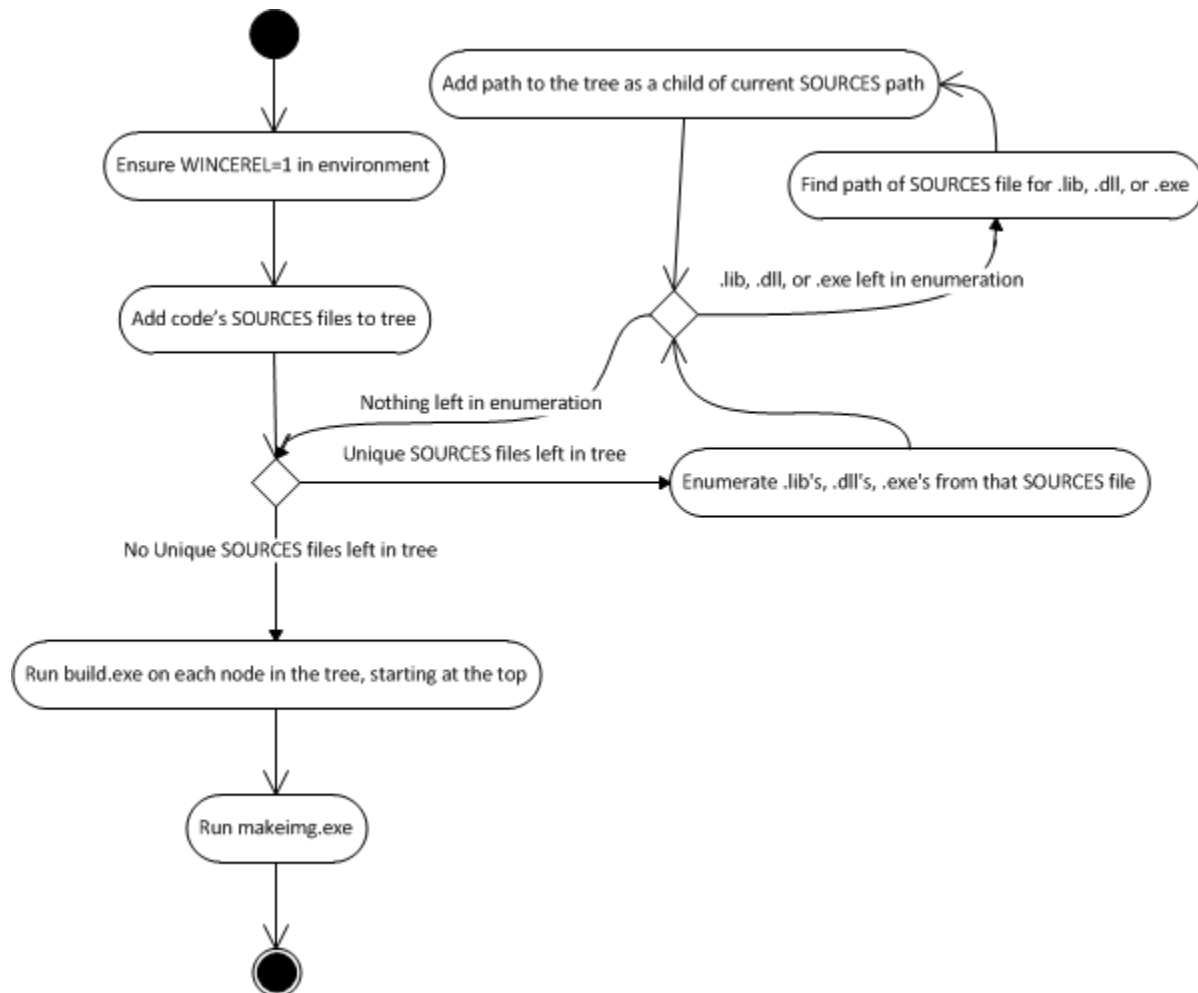 Add path to the tree as a child of current SOURCES path
Ensure WINCEREL=1 in environment
Find path of SOURCES file for .lib, .dll, or .exe
.lib, .dll, or .exe left in enumeration
Add code’s SOURCES files to tree
Nothing left in enumeration
Unique SOURCES files left in tree
Enumerate .lib's, .dll's, .exe's from that SOURCES file
No Unique SOURCES files left in tree
Run build.exe on each node in the tree, starting at the top
Run makeimg.exe